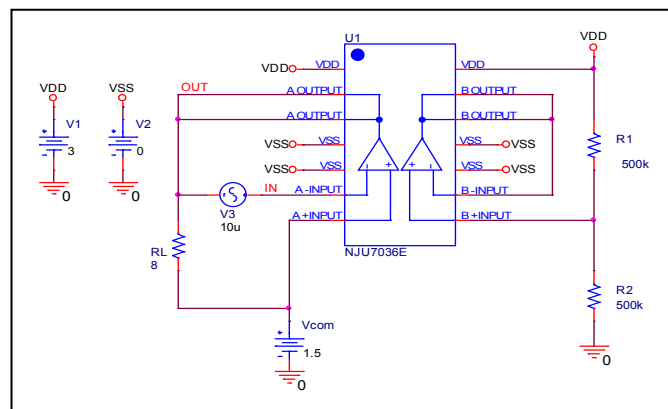 U1
VDD
VDD
VDD
VDD
VDD
VSS
OUT
A OUTPUT
B OUTPUT
V1
3
V2
0
A OUTPUT
B OUTPUT
R1
500k
VSS
VSS
VSS
VSS
VSS
VSS
VSS
VSS
0
0
IN
A -INPUT
B -INPUT
V3
10u
A +INPUT
B +INPUT
RL
8
NJU7036E
R2
500k
Vcom
1.5
0
0